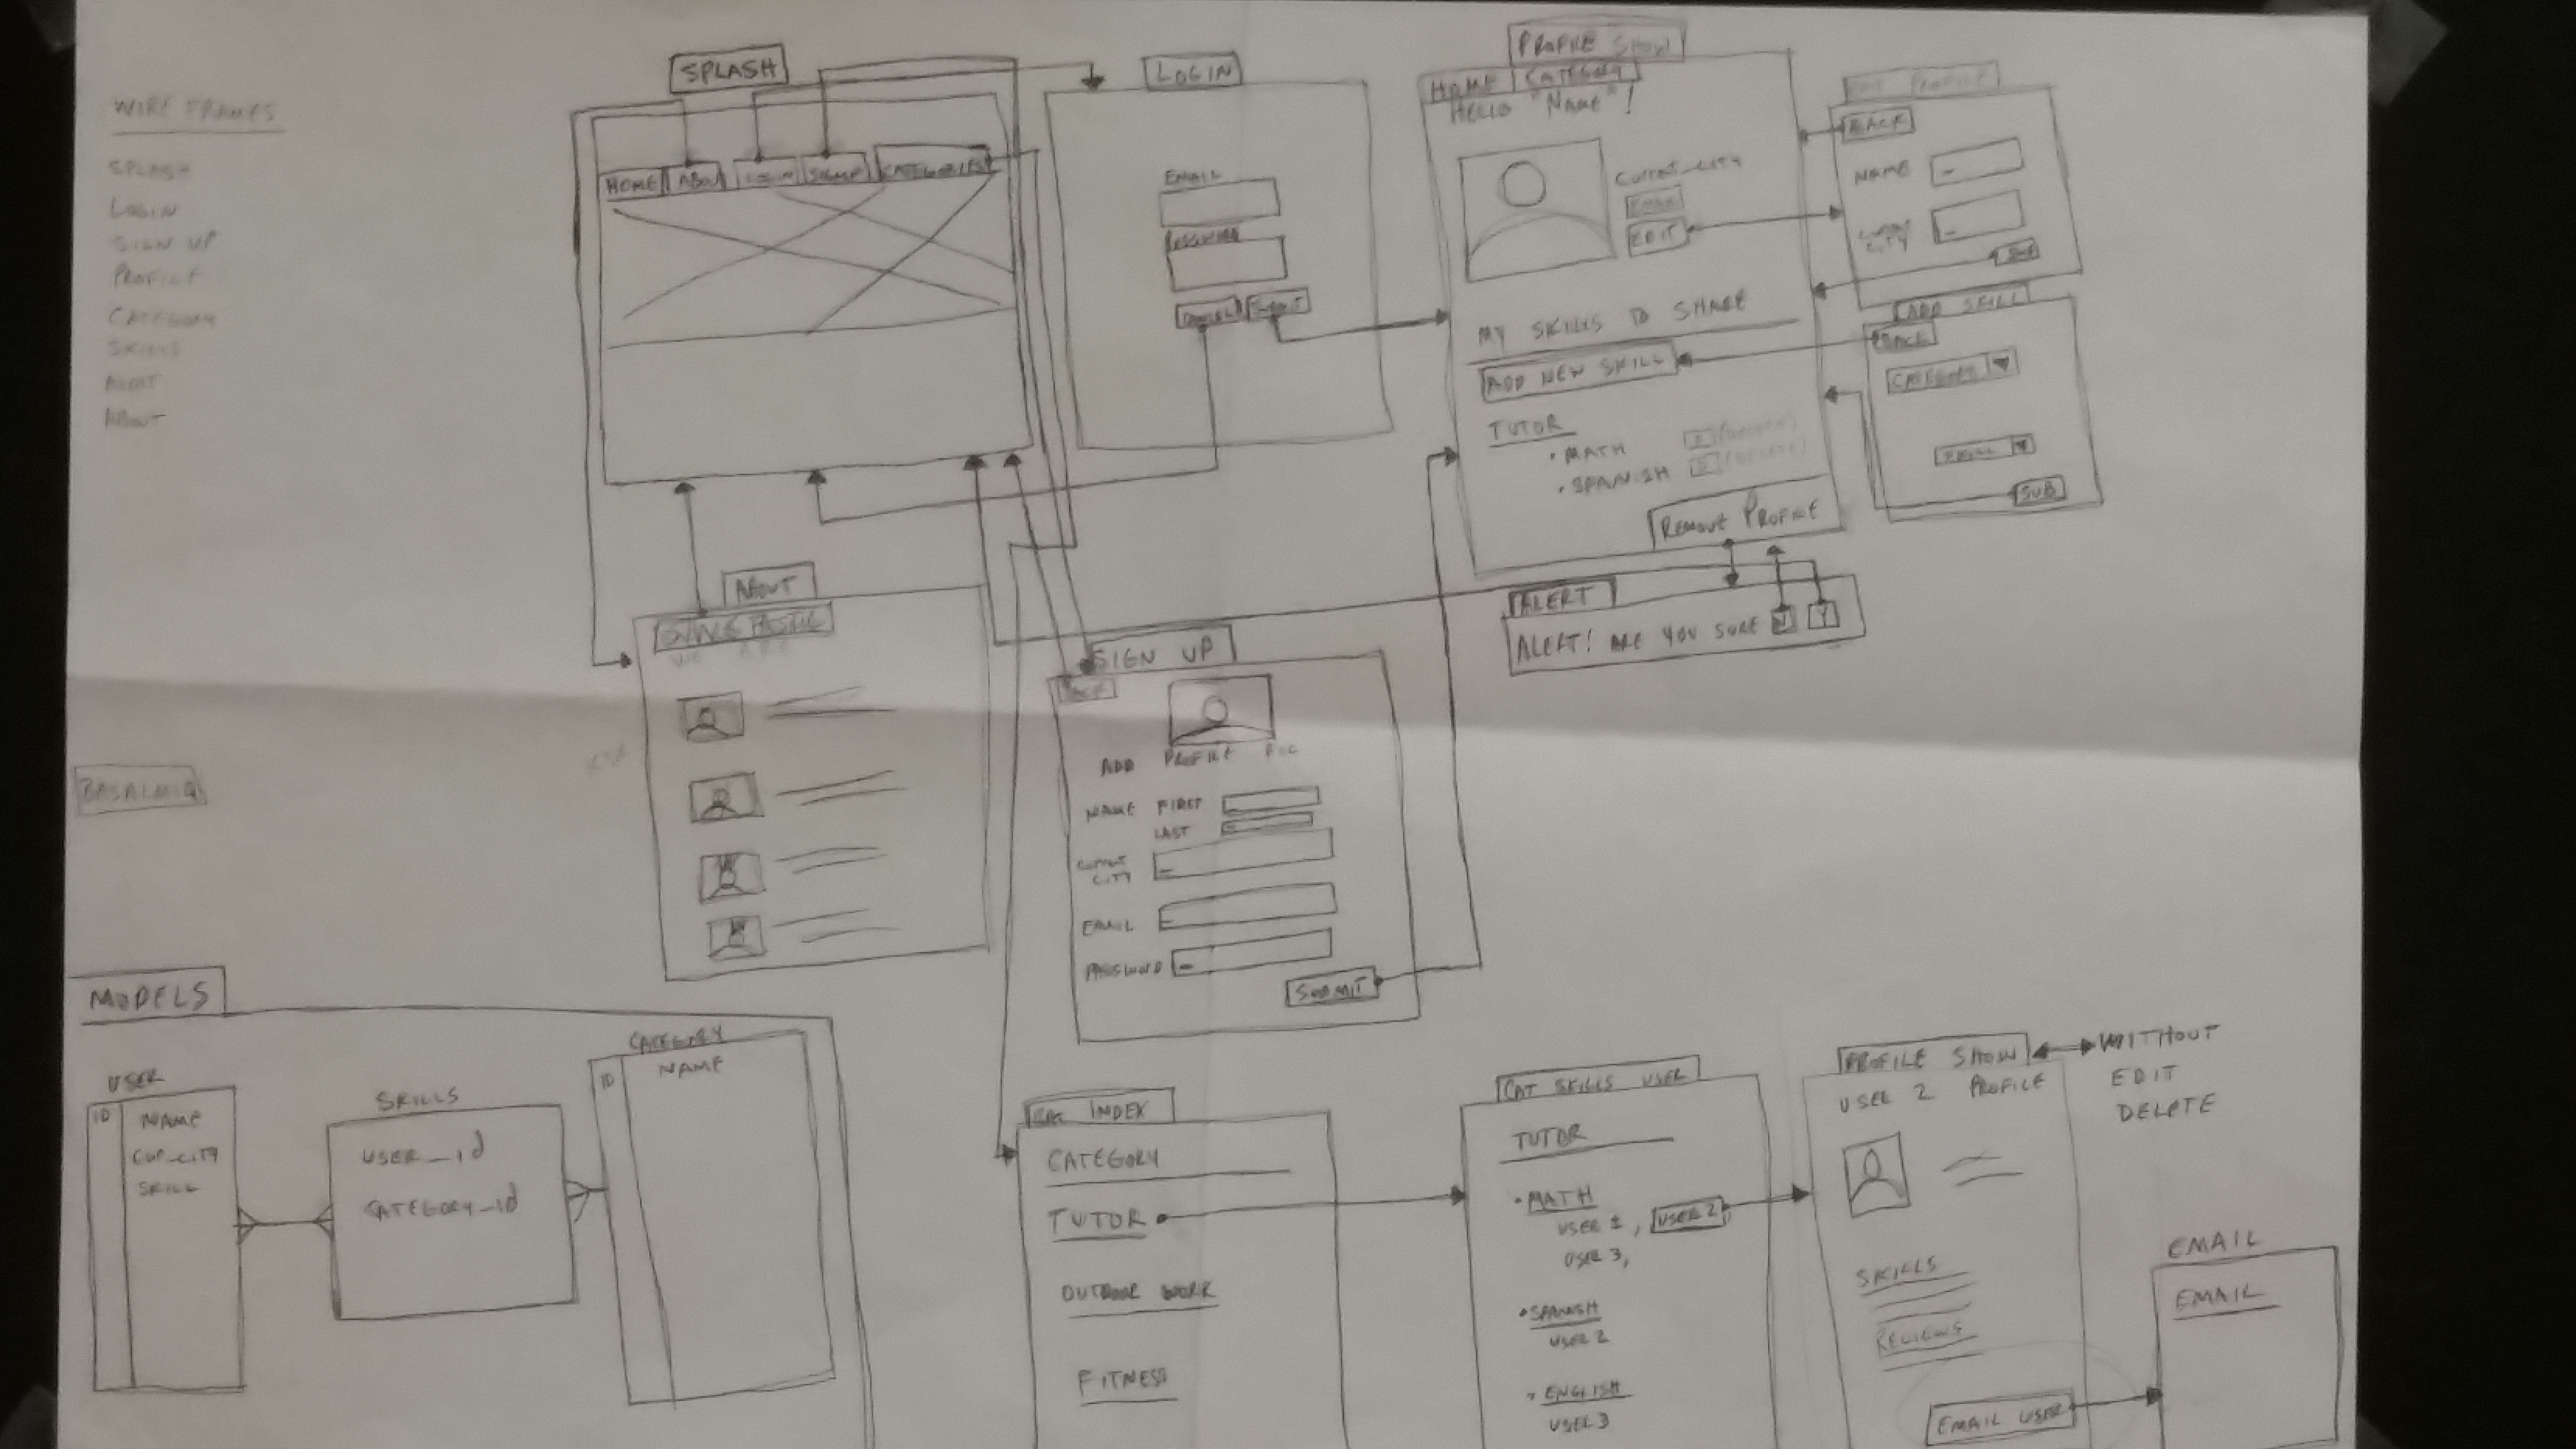 WIRE FRAMES
SPLASH
LOGIN
SIGN UP
PROFILE
CATEGORY
SKILLS
ALERT
ABOUT
BASALMIQ
SPLASH
HOME ABOUT LOGIN SIGNUP CATEGORIES
LOGIN
EMAIL
PASSWORD
CANCEL SUBMIT
PROFILE SHOW
HOME CATEGORY
HELLO "NAME"!
CURRENT_CITY
EMAIL
EDIT
MY SKILLS TO SHARE
ADD NEW SKILL
TUTOR
• MATH X (DELETE)
• SPANISH X (DELETE)
REMOVE PROFILE
EDIT PROFILE
BACK
NAME
CURRENT
CITY
SUB
ADD SKILL
BACK
CATEGORY
SKILL
SUB
ALERT
ALERT! ARE YOU SURE N Y
ABOUT
WE ARE
SIGN UP
BACK
ADD PROFILE PIC
NAME FIRST
LAST
CURRENT
CITY
EMAIL
PASSWORD
SUBMIT
MODELS
USER
ID NAME
CUR_CITY
SKILL
SKILLS
USER_id
CATEGORY_id
CATEGORY
ID NAME
CAT INDEX
CATEGORY
TUTOR
OUTDOOR WORK
FITNESS
CAT SKILLS USER
TUTOR
• MATH
USER 1, USER 2,
USER 3,
• SPANISH
USER 2
• ENGLISH
USER 3
PROFILE SHOW
USER 2 PROFILE
WITHOUT
EDIT
DELETE
SKILLS
REVIEWS
EMAIL USER
EMAIL
EMAIL